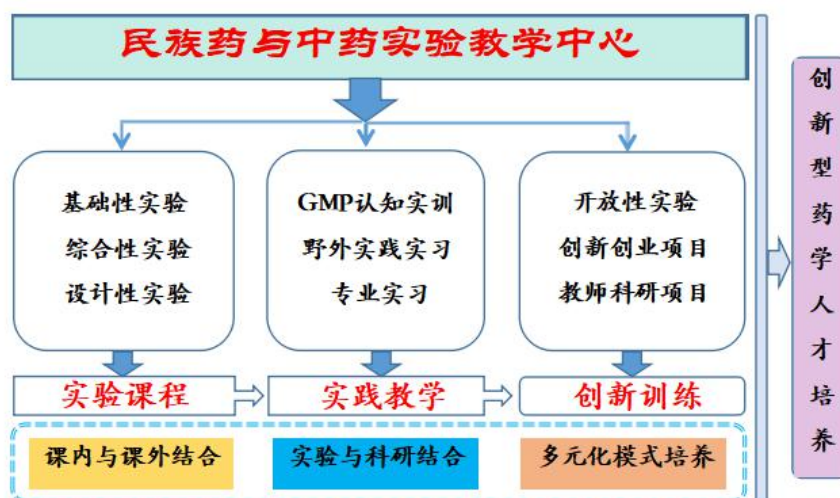 民族药与中药实验教学中心
基础性实验
综合性实验
设计性实验
GMP认知实训
野外实践实习
专业实习
开放性实验
创新创业项目
教师科研项目
实验课程
实践教学
创新训练
课内与课外结合
实验与科研结合
多元化模式培养
创新型药学人才培养